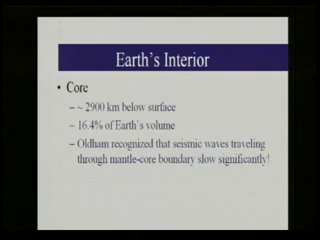 Earth's Interior
• Core
– ~ 2900 km below surface
– 16.4% of Earth's volume
– Oldham recognized that seismic waves traveling
through mantle-core boundary slow significantly!